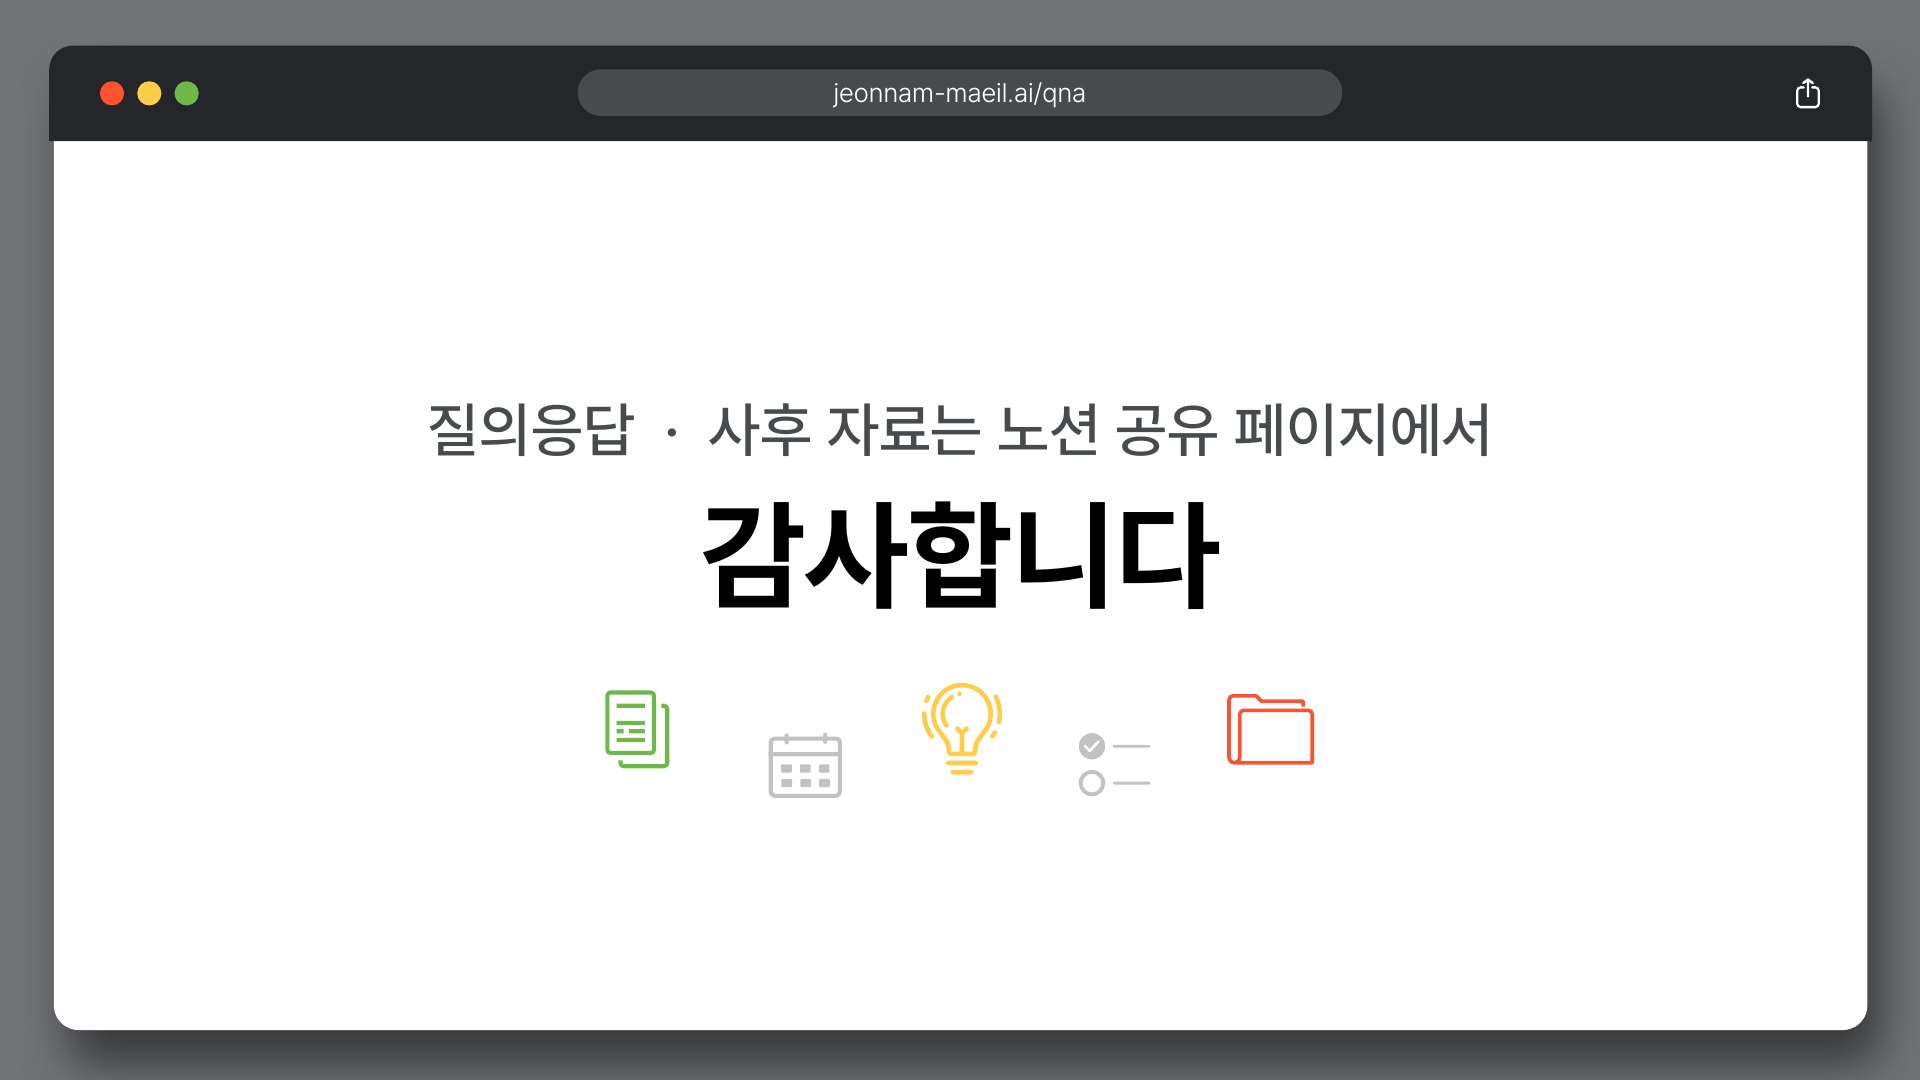 jeonnam-maeil.ai/qna
질의응답 · 사후 자료는 노션 공유 페이지에서
감사합니다